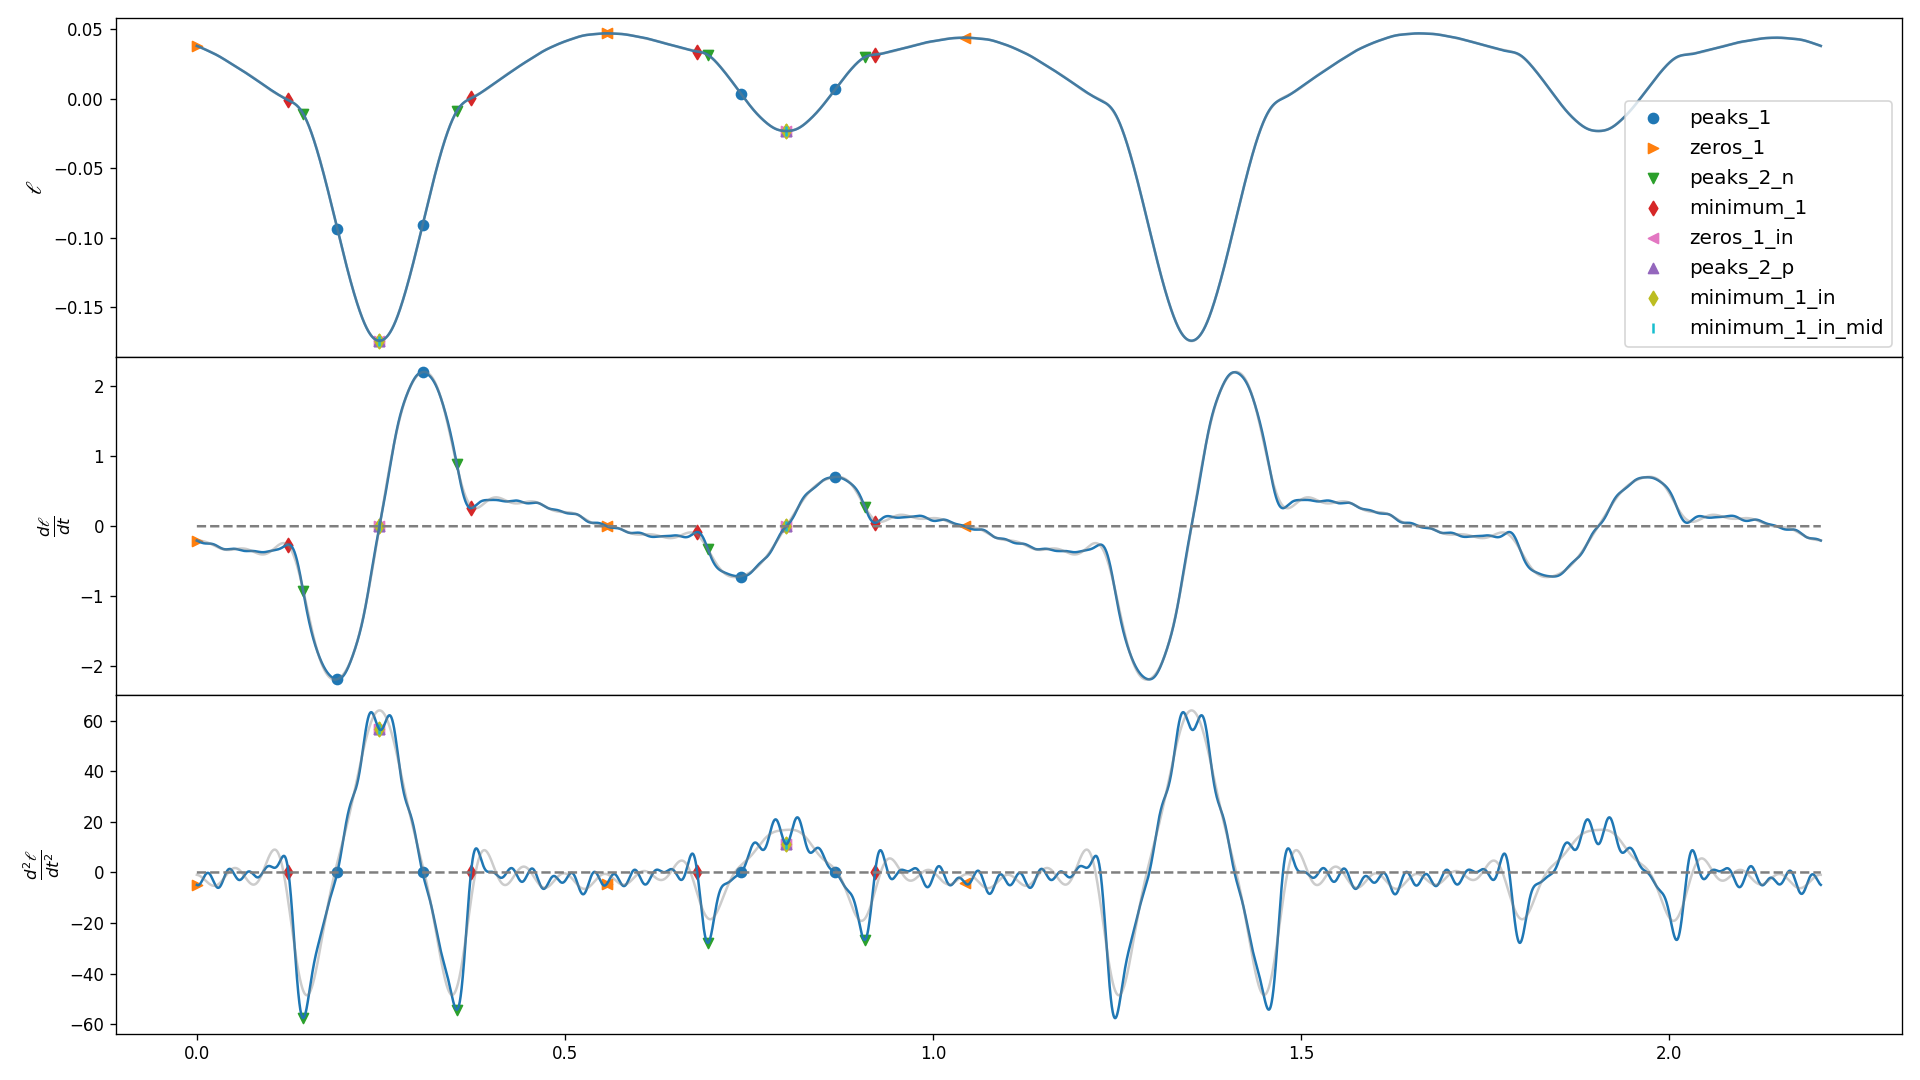 0.05
0.00
−0.05
−0.10
−0.15
ℓ
peaks_1
zeros_1
peaks_2_n
minimum_1
zeros_1_in
peaks_2_p
minimum_1_in
minimum_1_in_mid
2
1
0
−1
−2
dℓ
dt
60
40
20
0
−20
−40
−60
d²ℓ
dt²
0.0 0.5 1.0 1.5 2.0